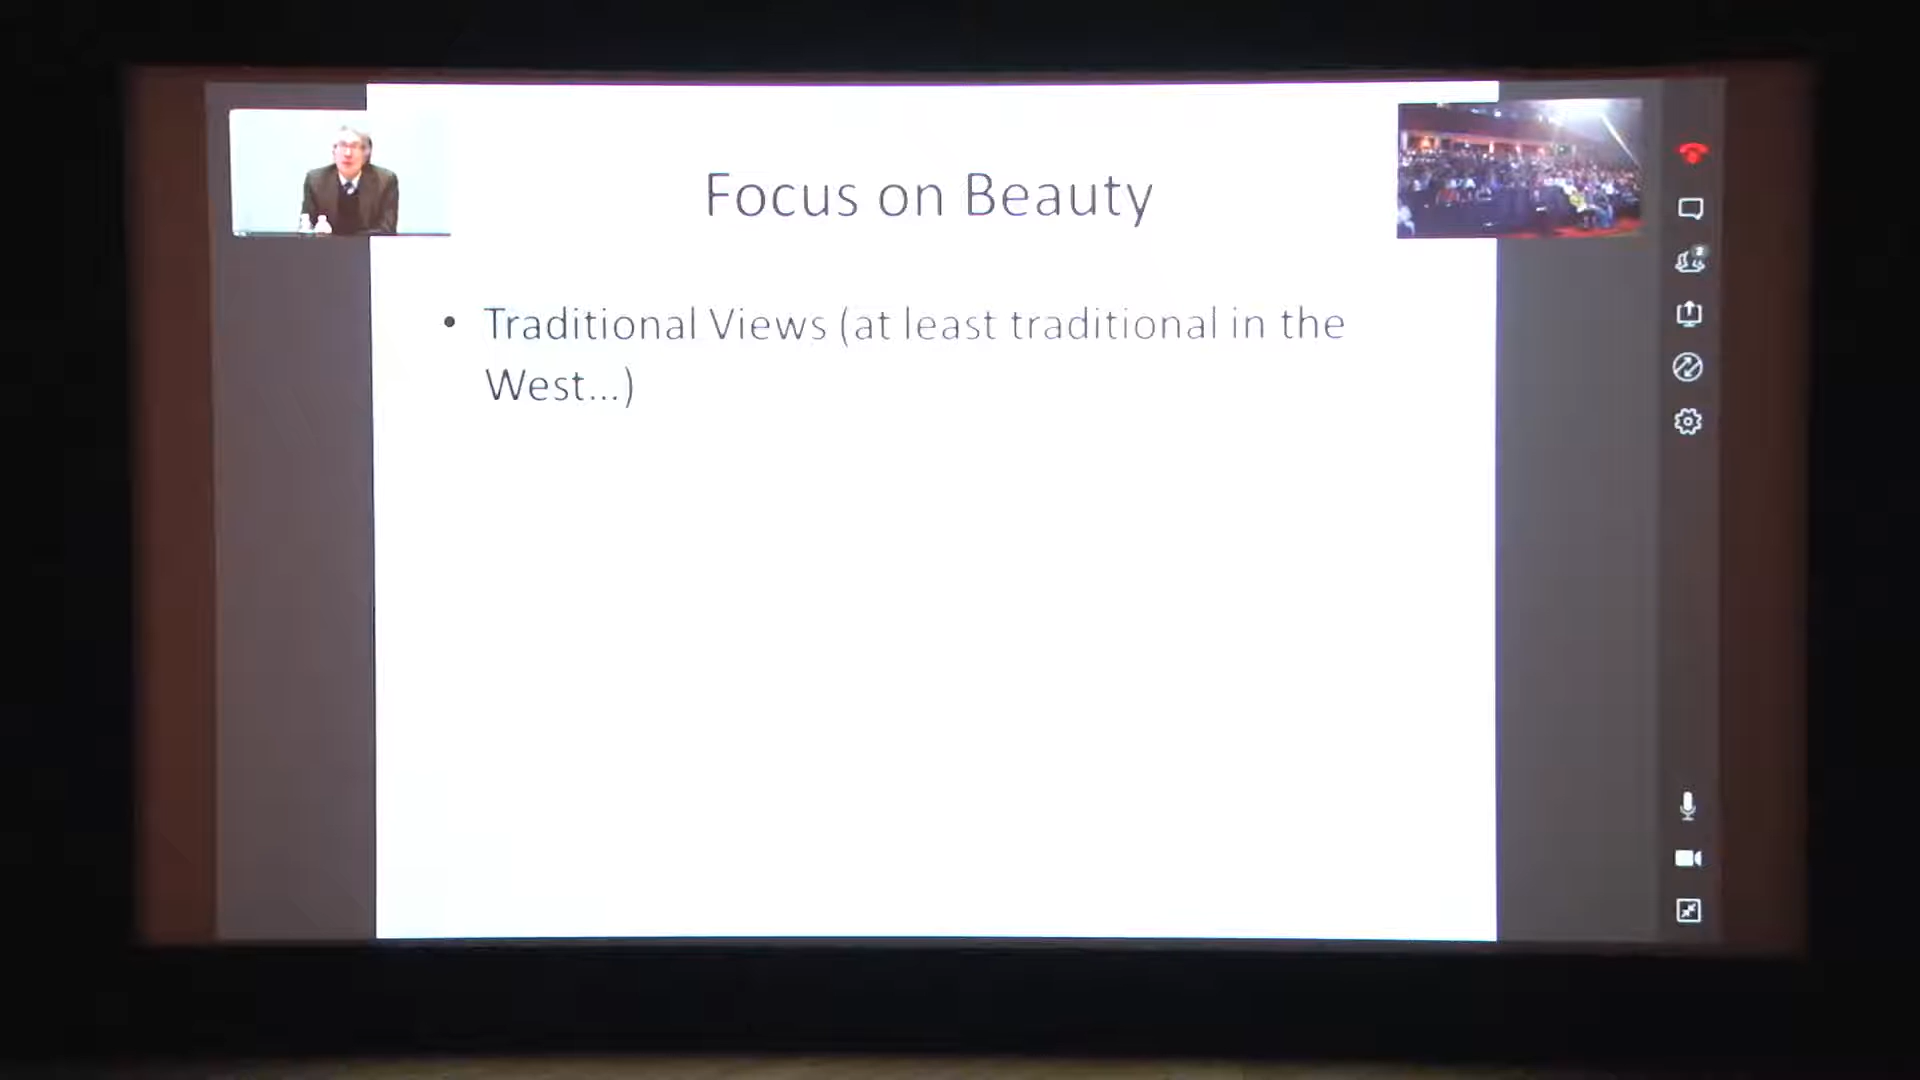 Focus on Beauty
• Traditional Views (at least traditional in the
West...)